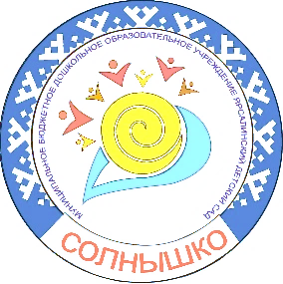 МУНИЦИПАЛЬНОЕ БЮДЖЕТНОЕ ДОШКОЛЬНОЕ ОБРАЗОВАТЕЛЬНОЕ УЧРЕЖДЕНИЕ ЯРСАЛИНСКИЙ ДЕТСКИЙ САД
СОЛНЫШКО